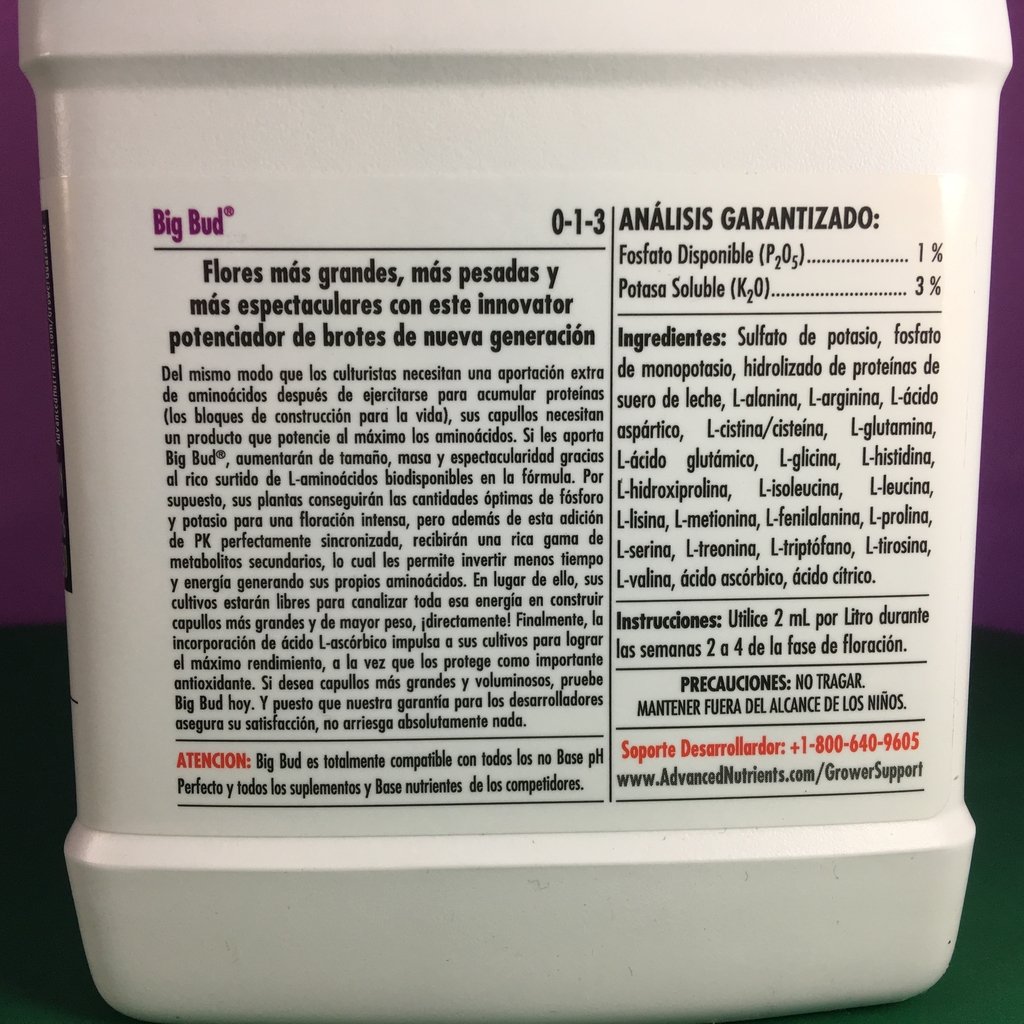 Big Bud®
0-1-3
Flores más grandes, más pesadas y
más espectaculares con este innovator
potenciador de brotes de nueva generación
Del mismo modo que los culturistas necesitan una aportación extra
de aminoácidos después de ejercitarse para acumular proteínas
(los bloques de construcción para la vida), sus capullos necesitan
un producto que potencie al máximo los aminoácidos. Si les aporta
Big Bud®, aumentarán de tamaño, masa y espectacularidad gracias
al rico surtido de L-aminoácidos biodisponibles en la fórmula. Por
supuesto, sus plantas conseguirán las cantidades óptimas de fósforo
y potasio para una floración intensa, pero además de esta adición
de PK perfectamente sincronizada, recibirán una rica gama de
metabolitos secundarios, lo cual les permite invertir menos tiempo
y energía generando sus propios aminoácidos. En lugar de ello, sus
cultivos estarán libres para canalizar toda esa energía en construir
capullos más grandes y de mayor peso, ¡directamente! Finalmente, la
incorporación de ácido L-ascórbico impulsa a sus cultivos para lograr
el máximo rendimiento, a la vez que los protege como importante
antioxidante. Si desea capullos más grandes y voluminosos, pruebe
Big Bud hoy. Y puesto que nuestra garantía para los desarrolladores
asegura su satisfacción, no arriesga absolutamente nada.
ATENCION: Big Bud es totalmente compatible con todos los no Base pH
Perfecto y todos los suplementos y Base nutrientes de los competidores.
ANÁLISIS GARANTIZADO:
Fosfato Disponible (P₂O₅)..................... 1 %
Potasa Soluble (K₂O)............................ 3 %
Ingredientes: Sulfato de potasio, fosfato
de monopotasio, hidrolizado de proteínas de
suero de leche, L-alanina, L-arginina, L-ácido
aspártico, L-cistina/cisteína, L-glutamina,
L-ácido glutámico, L-glicina, L-histidina,
L-hidroxiprolina, L-isoleucina, L-leucina,
L-lisina, L-metionina, L-fenilalanina, L-prolina,
L-serina, L-treonina, L-triptófano, L-tirosina,
L-valina, ácido ascórbico, ácido cítrico.
Instrucciones: Utilice 2 mL por Litro durante
las semanas 2 a 4 de la fase de floración.
PRECAUCIONES: NO TRAGAR.
MANTENER FUERA DEL ALCANCE DE LOS NIÑOS.
Soporte Desarrollardor: +1-800-640-9605
www.AdvancedNutrients.com/GrowerSupport
AdvancedNutrients.com/GrowerGuarantee